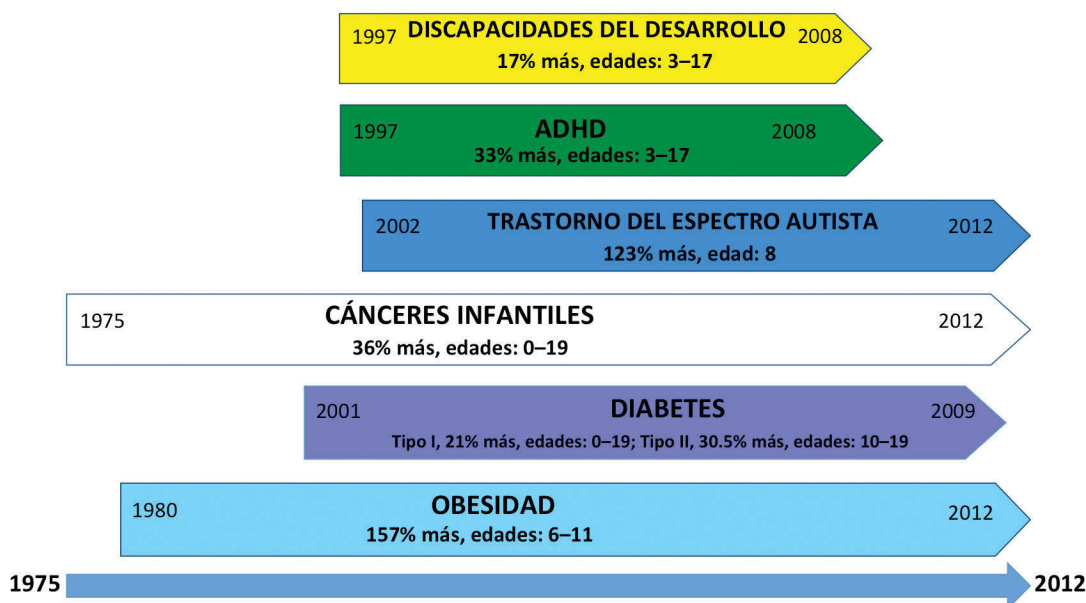 1997 DISCAPACIDADES DEL DESARROLLO 2008
17% más, edades: 3–17
1997 ADHD 2008
33% más, edades: 3–17
2002 TRASTORNO DEL ESPECTRO AUTISTA 2012
123% más, edad: 8
1975 CÁNCERES INFANTILES 2012
36% más, edades: 0–19
2001 DIABETES 2009
Tipo I, 21% más, edades: 0–19; Tipo II, 30.5% más, edades: 10–19
1980 OBESIDAD 2012
157% más, edades: 6–11
1975 2012